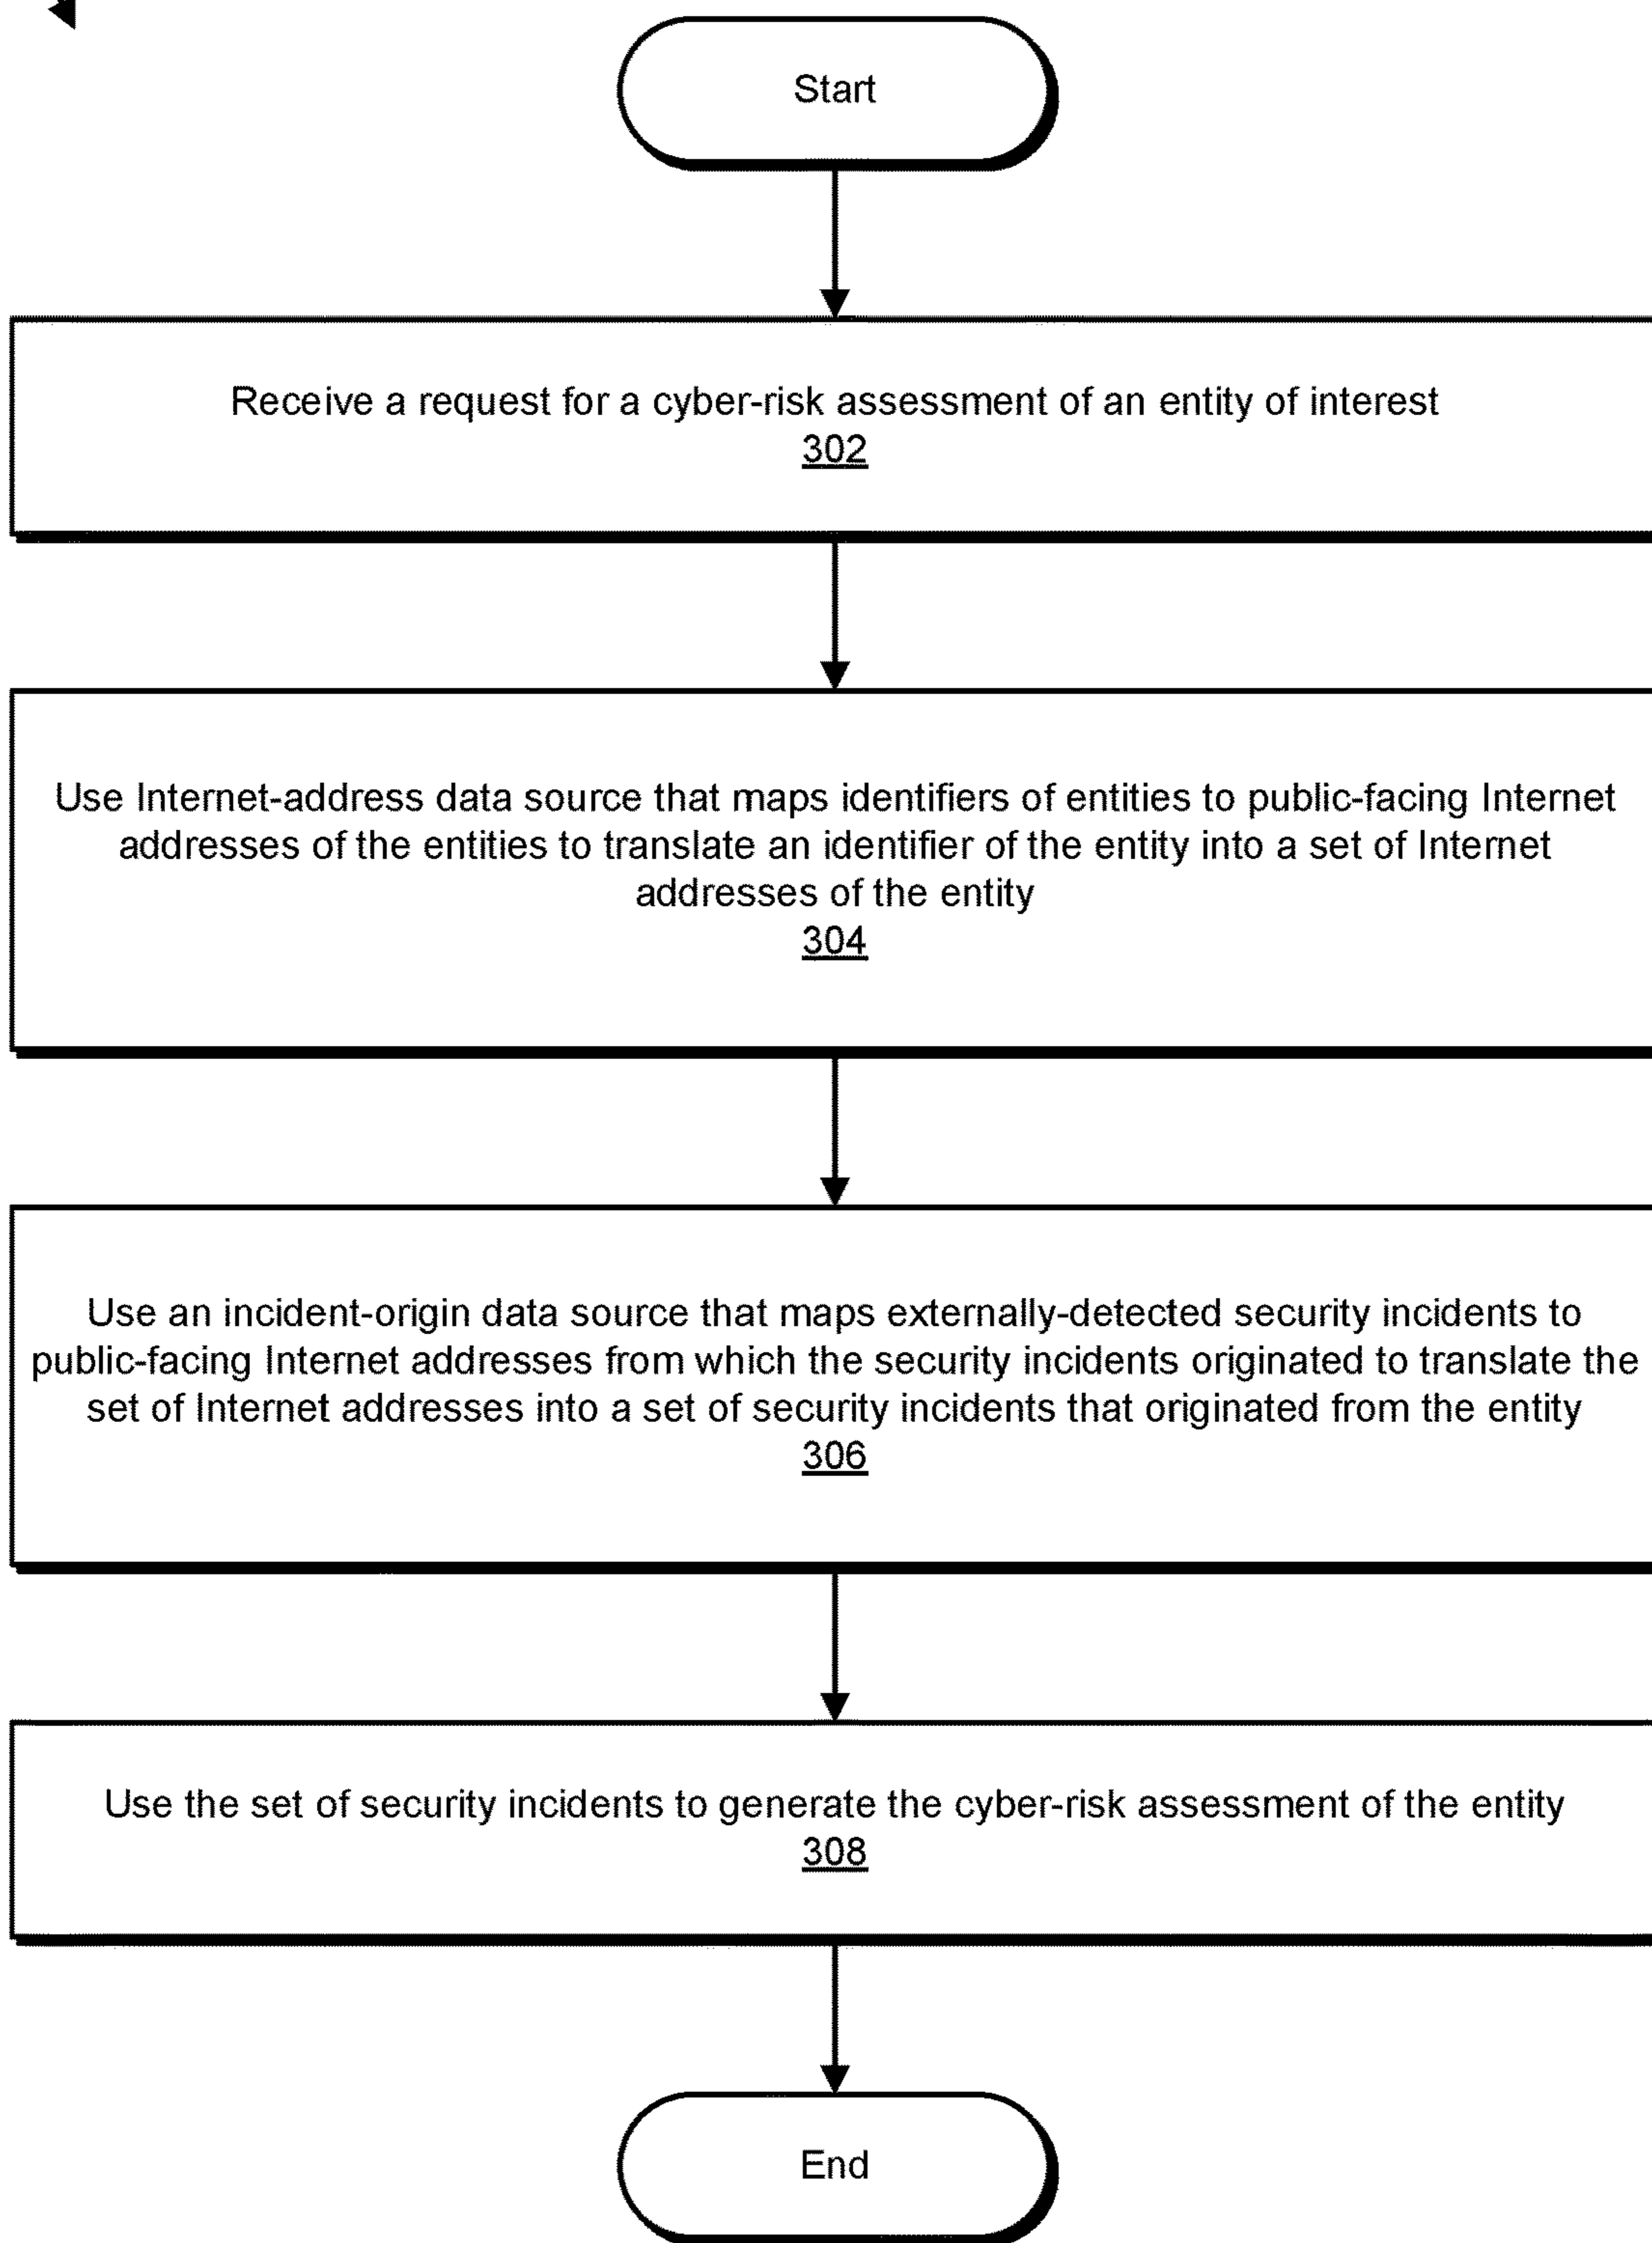 Start
Receive a request for a cyber-risk assessment of an entity of interest
302
Use Internet-address data source that maps identifiers of entities to public-facing Internet
addresses of the entities to translate an identifier of the entity into a set of Internet
addresses of the entity
304
Use an incident-origin data source that maps externally-detected security incidents to
public-facing Internet addresses from which the security incidents originated to translate the
set of Internet addresses into a set of security incidents that originated from the entity
306
Use the set of security incidents to generate the cyber-risk assessment of the entity
308
End